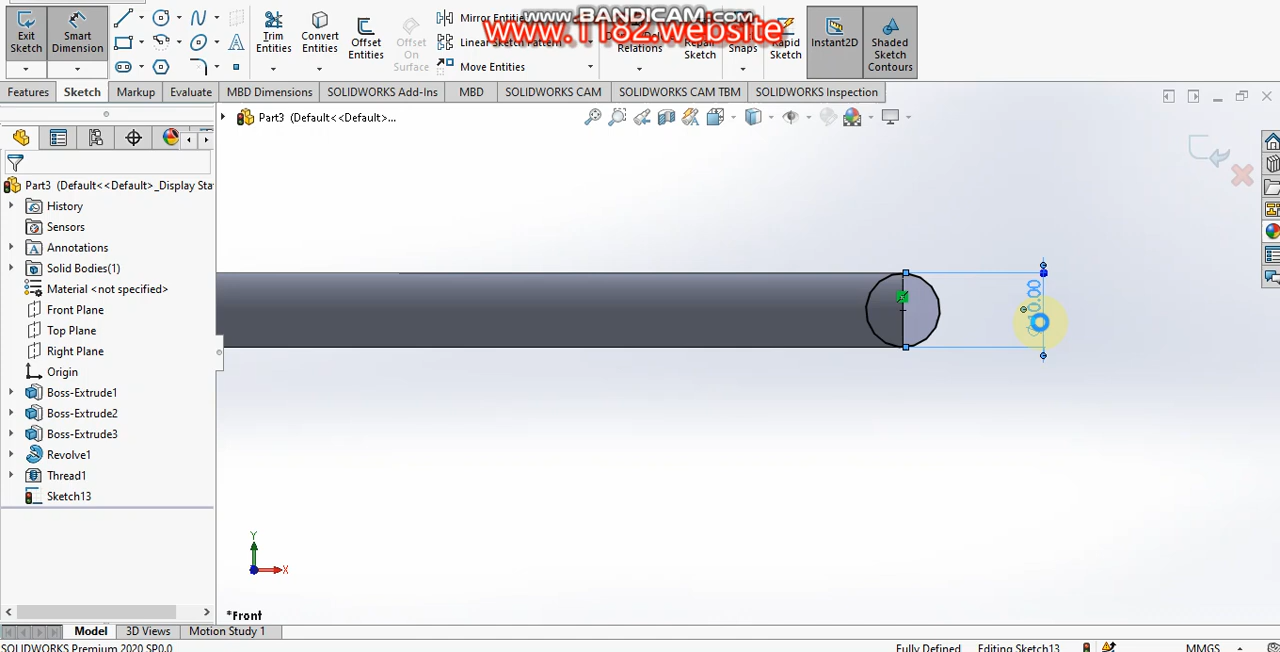 www.BANDICAM.com
www.1182.website
Exit Sketch
Smart Dimension
Trim Entities
Convert Entities
Offset Entities
Offset On Surface
Mirror Entities
Linear Sketch Pattern
Move Entities
Relations
Repair Sketch
Snaps
Rapid Sketch
Instant2D
Shaded Sketch Contours
Features
Sketch
Markup
Evaluate
MBD Dimensions
SOLIDWORKS Add-Ins
MBD
SOLIDWORKS CAM
SOLIDWORKS CAM TBM
SOLIDWORKS Inspection
Part3 (Default<<Default>...
Part3 (Default<<Default>_Display Sta
History
Sensors
Annotations
Solid Bodies(1)
Material <not specified>
Front Plane
Top Plane
Right Plane
Origin
Boss-Extrude1
Boss-Extrude2
Boss-Extrude3
Revolve1
Thread1
Sketch13
Y
X
*Front
Model
3D Views
Motion Study 1
SOLIDWORKS Premium 2020 SP0.0
Fully Defined
Editing Sketch13
MMGS